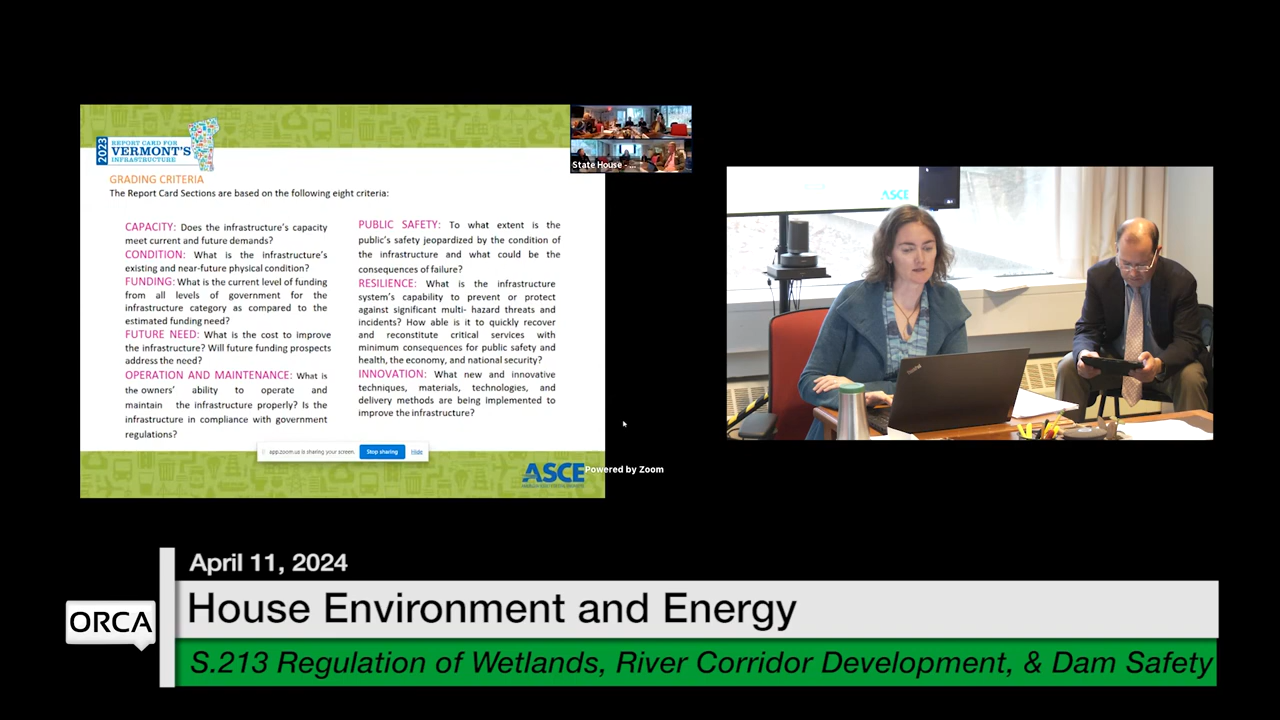 2023
REPORT CARD FOR
VERMONT'S
INFRASTRUCTURE
GRADING CRITERIA
The Report Card Sections are based on the following eight criteria:
CAPACITY: Does the infrastructure's capacity
meet current and future demands?
CONDITION: What is the infrastructure's
existing and near-future physical condition?
FUNDING: What is the current level of funding
from all levels of government for the
infrastructure category as compared to the
estimated funding need?
FUTURE NEED: What is the cost to improve
the infrastructure? Will future funding prospects
address the need?
OPERATION AND MAINTENANCE: What is
the owners' ability to operate and
maintain the infrastructure properly? Is the
infrastructure in compliance with government
regulations?
PUBLIC SAFETY: To what extent is the
public's safety jeopardized by the condition of
the infrastructure and what could be the
consequences of failure?
RESILIENCE: What is the infrastructure
system's capability to prevent or protect
against significant multi- hazard threats and
incidents? How able is it to quickly recover
and reconstitute critical services with
minimum consequences for public safety and
health, the economy, and national security?
INNOVATION: What new and innovative
techniques, materials, technologies, and
delivery methods are being implemented to
improve the infrastructure?
app.zoom.us is sharing your screen.
Stop sharing
Hide
ASCE
State House - ...
Powered by Zoom
ASCE
ThinkPad
April 11, 2024
ORCA
House Environment and Energy
S.213 Regulation of Wetlands, River Corridor Development, & Dam Safety